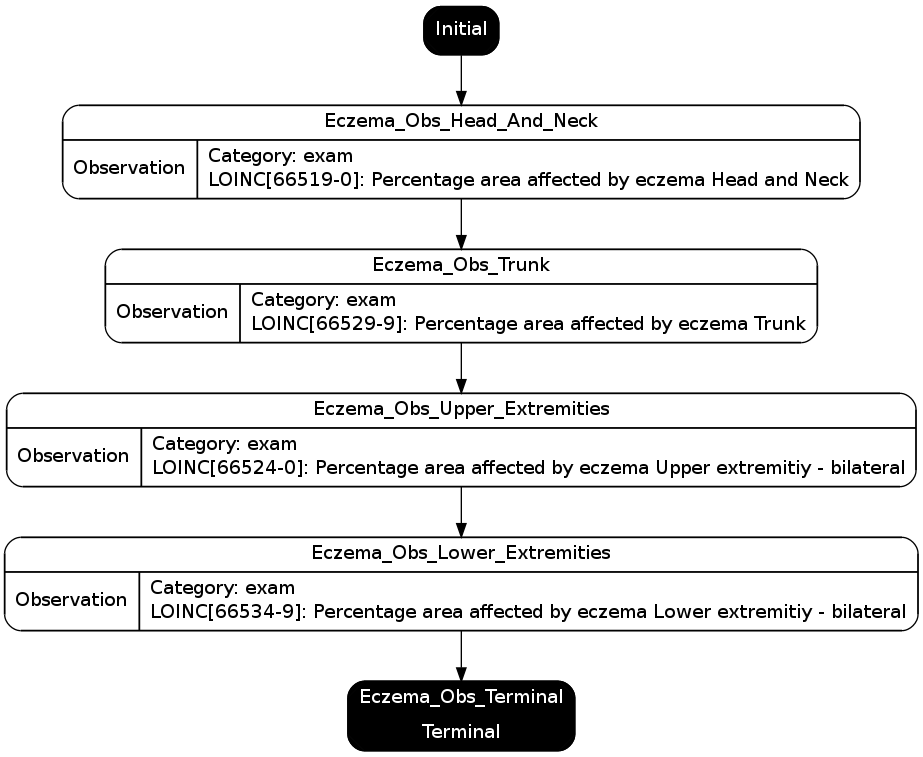 Initial
Eczema_Obs_Head_And_Neck
Observation
Category: exam
LOINC[66519-0]: Percentage area affected by eczema Head and Neck
Eczema_Obs_Trunk
Observation
Category: exam
LOINC[66529-9]: Percentage area affected by eczema Trunk
Eczema_Obs_Upper_Extremities
Observation
Category: exam
LOINC[66524-0]: Percentage area affected by eczema Upper extremitiy - bilateral
Eczema_Obs_Lower_Extremities
Observation
Category: exam
LOINC[66534-9]: Percentage area affected by eczema Lower extremitiy - bilateral
Eczema_Obs_Terminal
Terminal